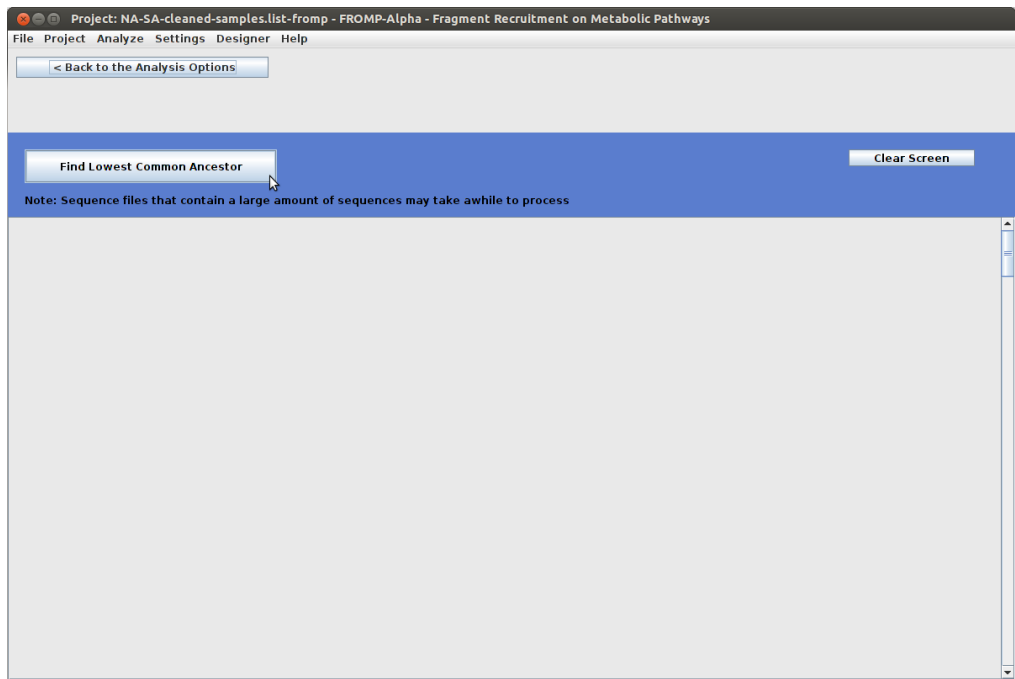 Project: NA-SA-cleaned-samples.list-fromp - FROMP-Alpha - Fragment Recruitment on Metabolic Pathways
File Project Analyze Settings Designer Help
< Back to the Analysis Options
Find Lowest Common Ancestor
Clear Screen
Note: Sequence files that contain a large amount of sequences may take awhile to process